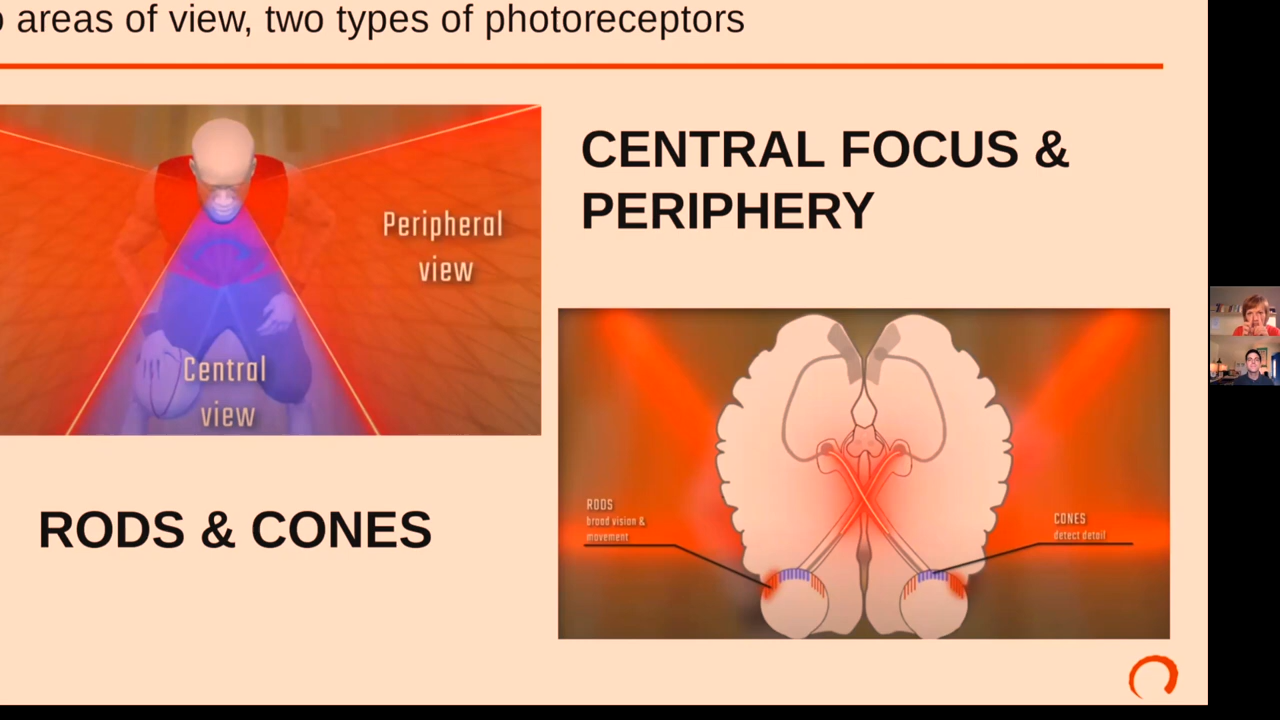 areas of view, two types of photoreceptors
CENTRAL FOCUS &
PERIPHERY
Peripheral
view
Central
view
RODS & CONES
RODS
broad vision &
movement
CONES
detect detail